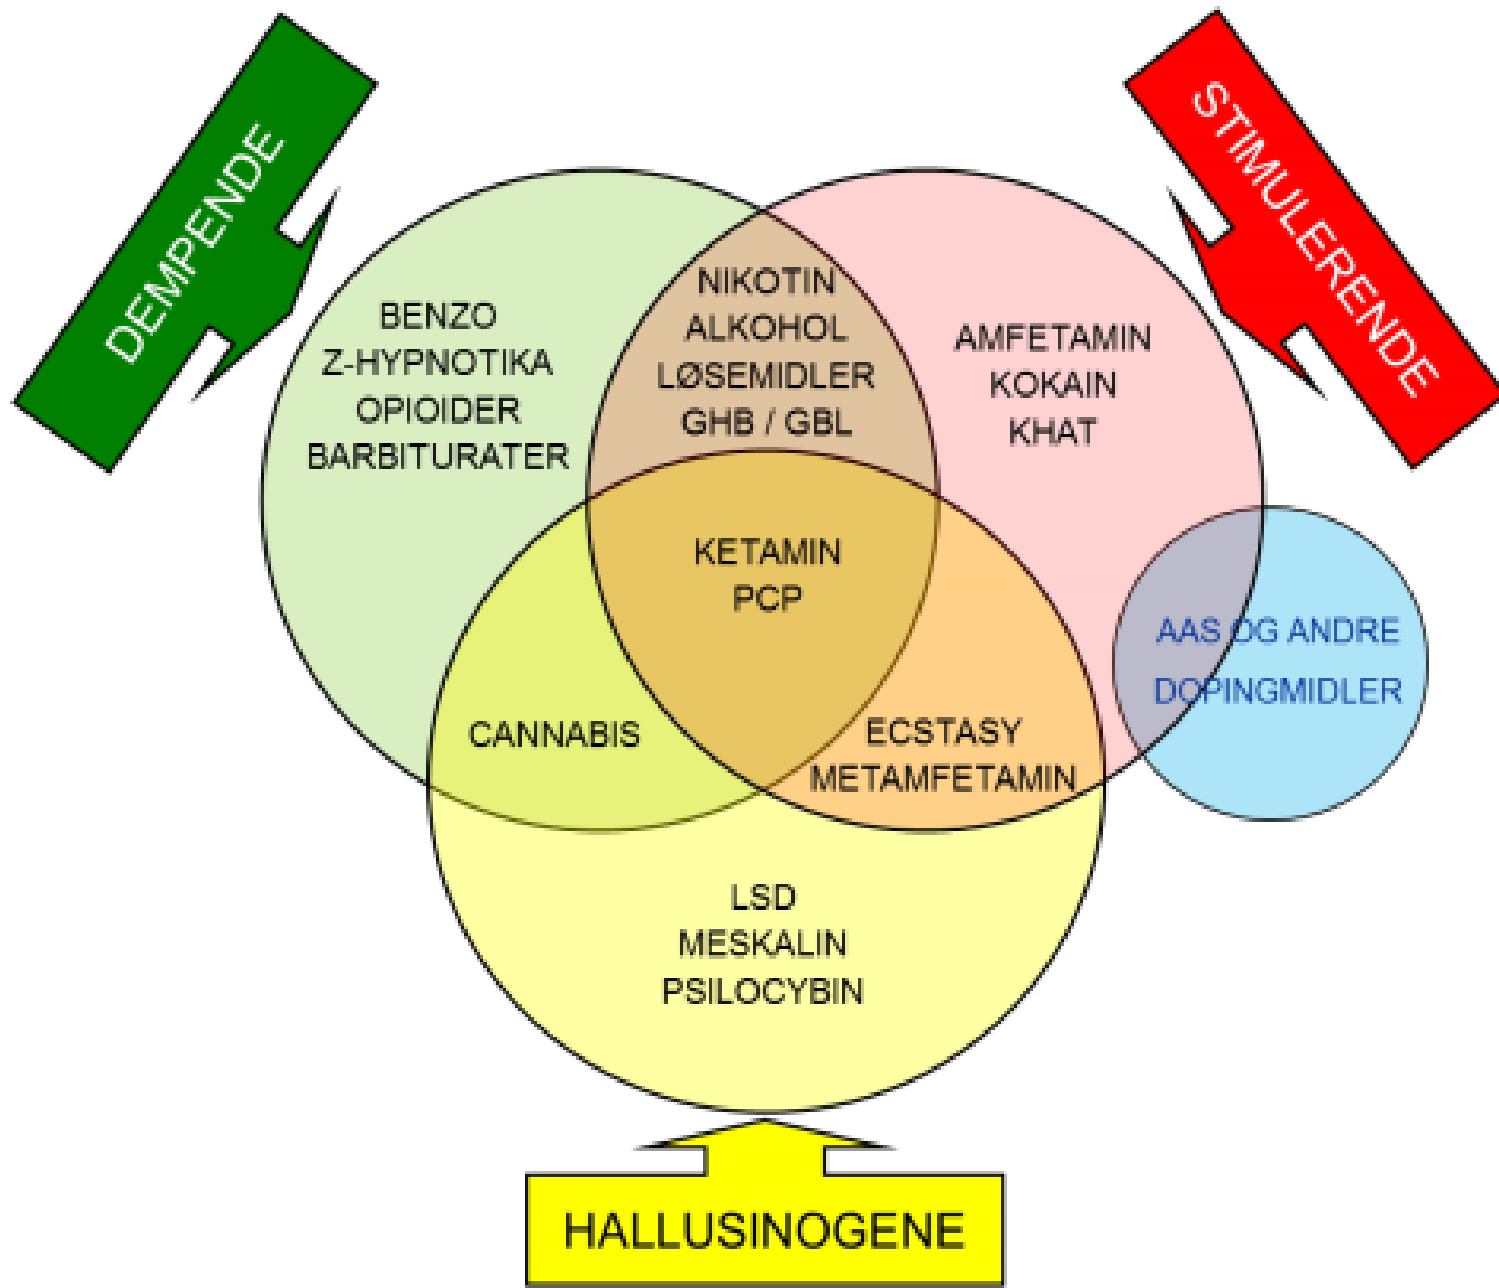 DEMPENDE
STIMULERENDE
BENZO
Z-HYPNOTIKA
OPIOIDER
BARBITURATER
NIKOTIN
ALKOHOL
LØSEMIDLER
GHB / GBL
AMFETAMIN
KOKAIN
KHAT
KETAMIN
PCP
AAS OG ANDRE
DOPINGMIDLER
CANNABIS
ECSTASY
METAMFETAMIN
LSD
MESKALIN
PSILOCYBIN
HALLUSINOGENE